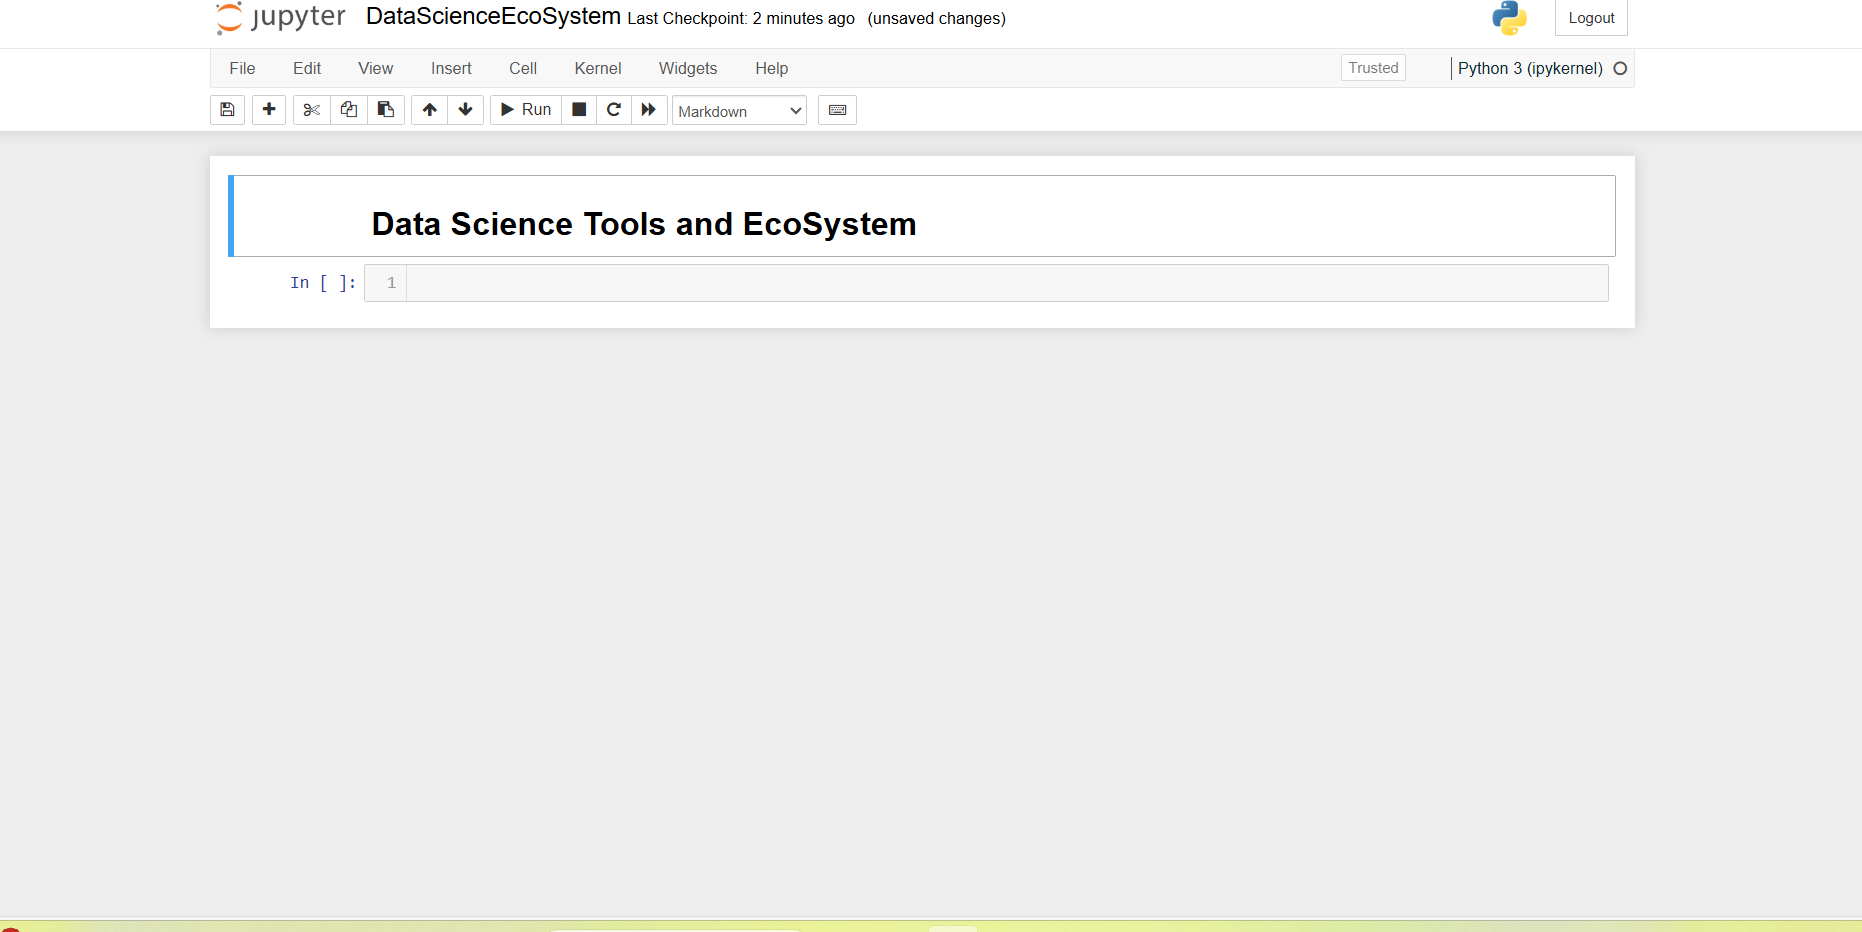 jupyter DataScienceEcoSystem Last Checkpoint: 2 minutes ago (unsaved changes) Logout
File Edit View Insert Cell Kernel Widgets Help Trusted Python 3 (ipykernel)
Run Markdown
Data Science Tools and EcoSystem
In [ ]: 1